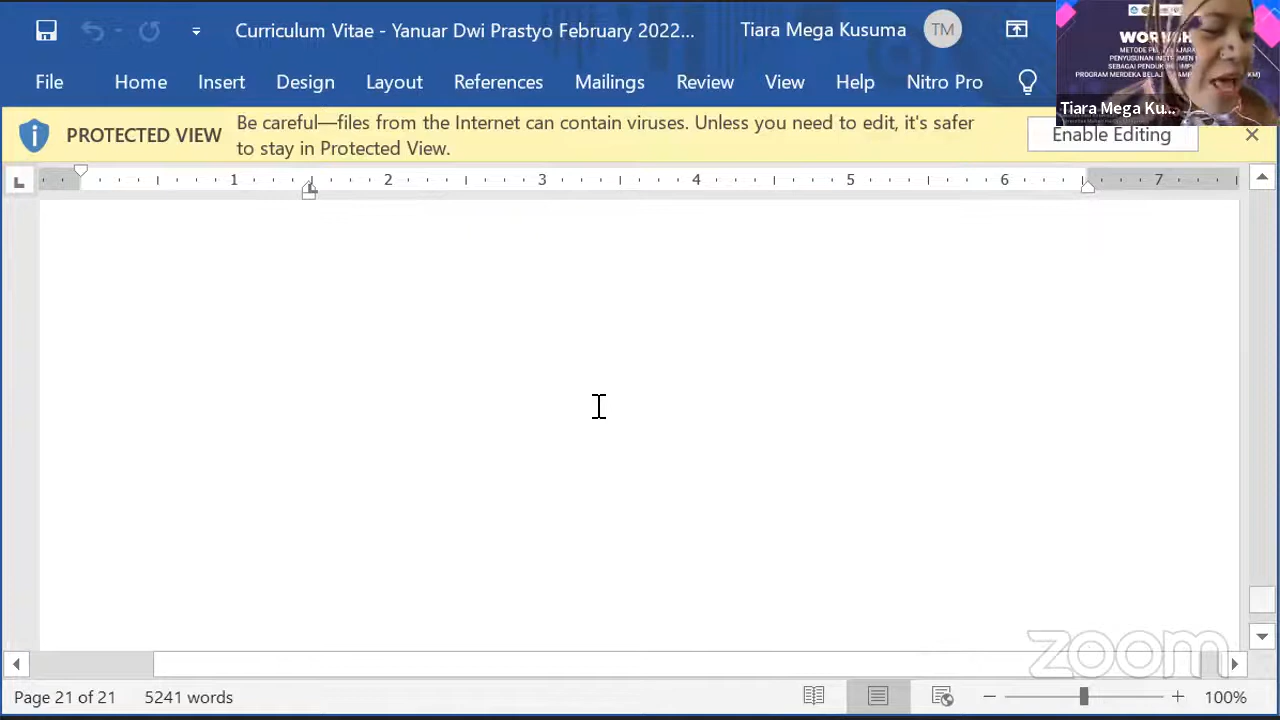 Curriculum Vitae - Yanuar Dwi Prastyo February 2022...
Tiara Mega Kusuma
TM
File Home Insert Design Layout References Mailings Review View Help Nitro Pro
PROTECTED VIEW
Be careful—files from the Internet can contain viruses. Unless you need to edit, it's safer
to stay in Protected View.
Enable Editing
PROGRAM MERDEKA
Tiara Mega Ku...
1 2 3 4 5 6 7
zoom
Page 21 of 21 5241 words
100%